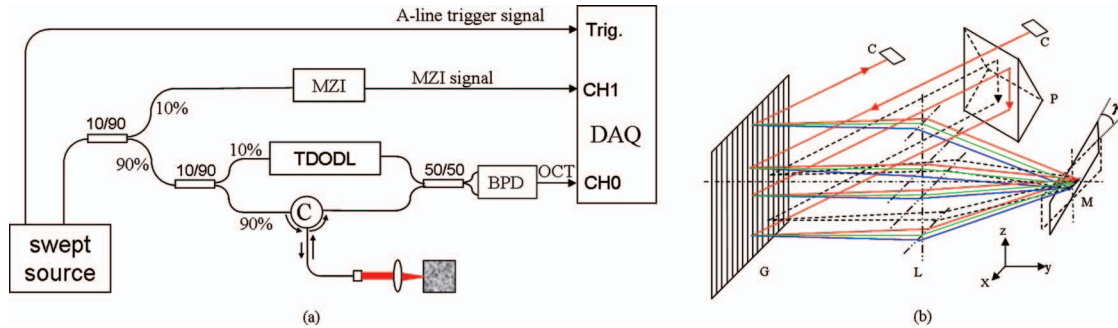 A-line trigger signal
Trig.
MZI
MZI signal
CH1
10%
10/90
DAQ
90%
10/90
10%
TDODL
50/50
BPD
OCT
CH0
90%
C
swept
source
(a)
C
C
P
M
G
L
z
y
x
(b)